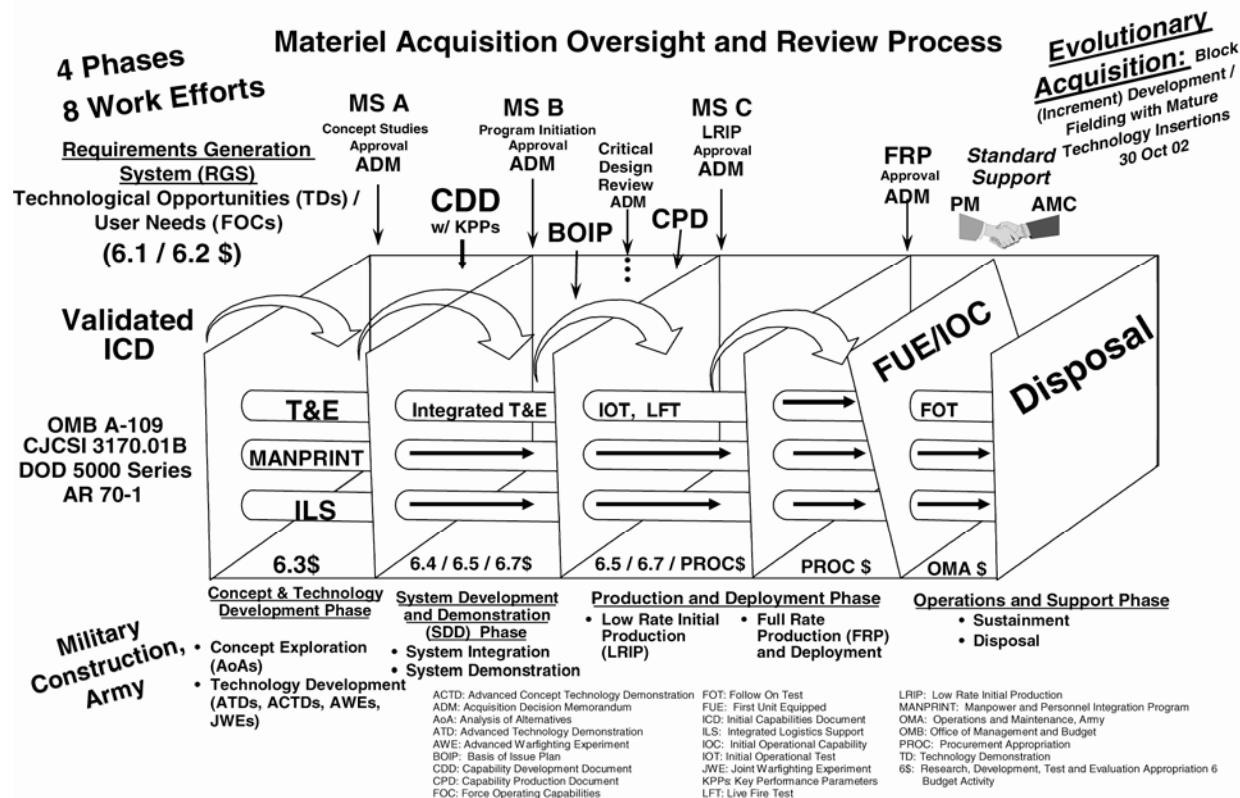 Materiel Acquisition Oversight and Review Process
4 Phases
8 Work Efforts
Evolutionary
Acquisition: Block
(Increment) Development /
Fielding with Mature
Technology Insertions
30 Oct 02
Requirements Generation
System (RGS)
Technological Opportunities (TDs) /
User Needs (FOCs)
(6.1 / 6.2 $)
MS A
Concept Studies
Approval
ADM
CDD
w/ KPPs
MS B
Program Initiation
Approval
ADM
BOIP
Critical
Design
Review
ADM
CPD
MS C
LRIP
Approval
ADM
FRP
Approval
ADM
Standard
Support
PM
AMC
Validated
ICD
OMB A-109
CJCSI 3170.01B
DOD 5000 Series
AR 70-1
T&E
MANPRINT
ILS
Integrated T&E
IOT, LFT
FUE/IOC
FOT
Disposal
6.3$
6.4 / 6.5 / 6.7$
6.5 / 6.7 / PROC$
PROC $
OMA $
Concept & Technology
Development Phase
• Concept Exploration
(AoAs)
• Technology Development
(ATDs, ACTDs, AWEs,
JWEs)
System Development
and Demonstration
(SDD) Phase
• System Integration
• System Demonstration
Production and Deployment Phase
• Low Rate Initial
Production
(LRIP)
• Full Rate
Production (FRP)
and Deployment
Operations and Support Phase
• Sustainment
• Disposal
Military
Construction,
Army
ACTD: Advanced Concept Technology Demonstration
ADM: Acquisition Decision Memorandum
AoA: Analysis of Alternatives
ATD: Advanced Technology Demonstration
AWE: Advanced Warfighting Experiment
BOIP: Basis of Issue Plan
CDD: Capability Development Document
CPD: Capability Production Document
FOC: Force Operating Capabilities
FOT: Follow On Test
FUE: First Unit Equipped
ICD: Initial Capabilities Document
ILS: Integrated Logistics Support
IOC: Initial Operational Capability
IOT: Initial Operational Test
JWE: Joint Warfighting Experiment
KPPs: Key Performance Parameters
LFT: Live Fire Test
LRIP: Low Rate Initial Production
MANPRINT: Manpower and Personnel Integration Program
OMA: Operations and Maintenance, Army
OMB: Office of Management and Budget
PROC: Procurement Appropriation
TD: Technology Demonstration
6$: Research, Development, Test and Evaluation Appropriation 6
Budget Activity